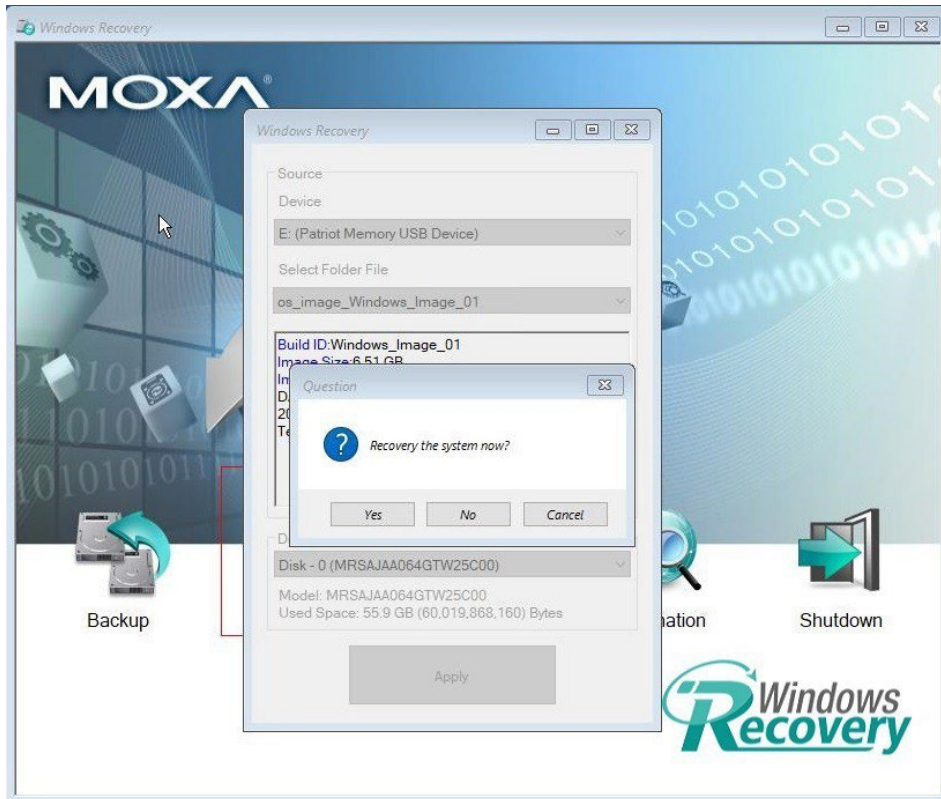 Windows Recovery
MOXA®
Windows Recovery
Source
Device
E: (Patriot Memory USB Device)
Select Folder File
os_image_Windows_Image_01
Build ID:Windows_Image_01
Image Size:6.51 GB
Question
Recovery the system now?
Yes No Cancel
Disk - 0 (MRSAJAA064GTW25C00)
Model: MRSAJAA064GTW25C00
Used Space: 55.9 GB (60,019,868,160) Bytes
Apply
Backup
mation
Shutdown
Windows
Recovery